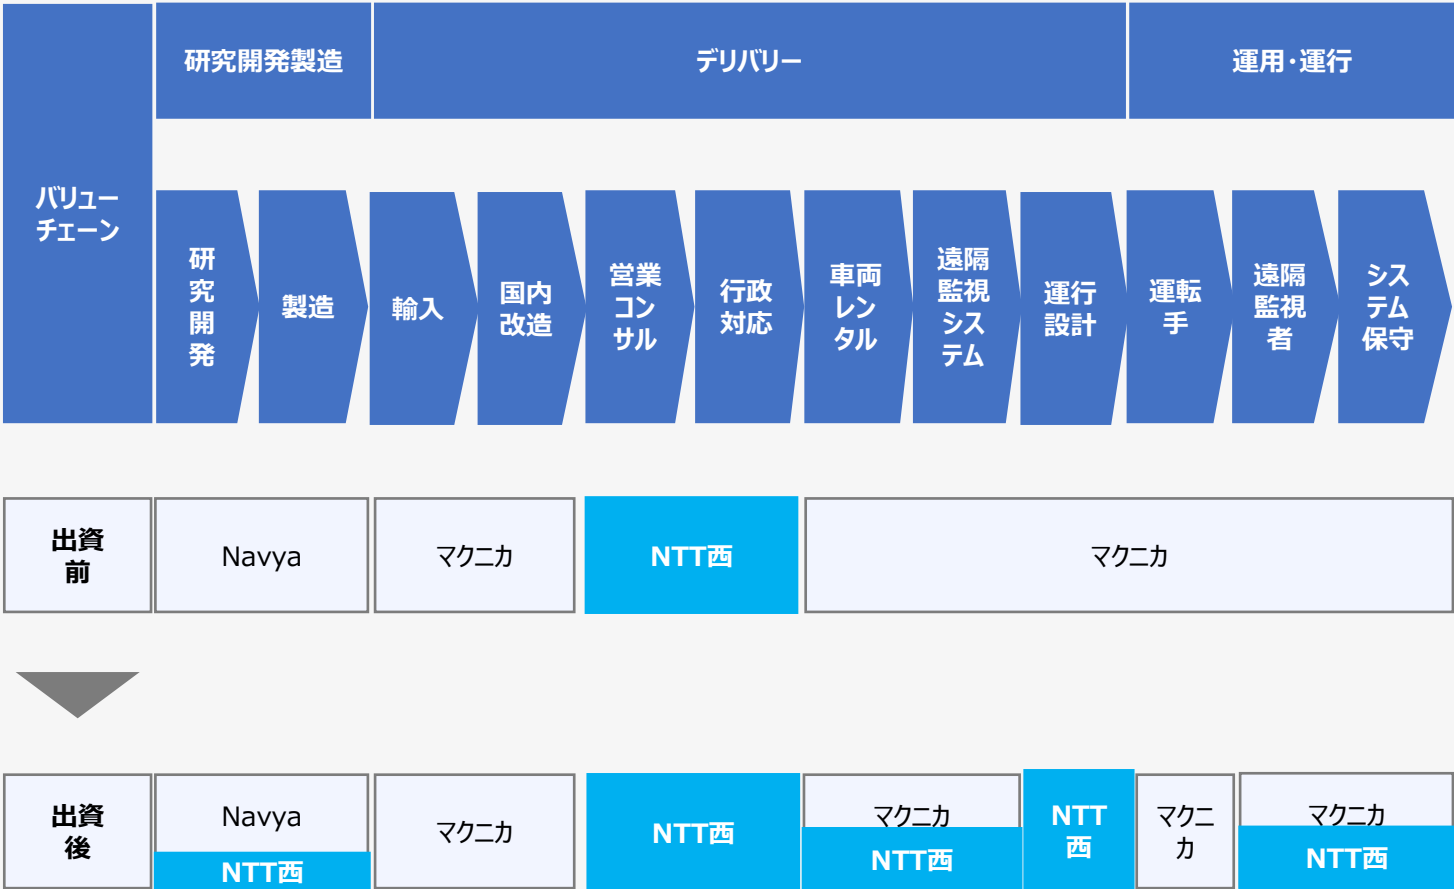 研究開発製造
デリバリー
運用・運行
バリュー
チェーン
研
究
開
発
製造
輸入
国内
改造
営業
コン
サル
行政
対応
車両
レン
タル
遠隔
監視
シス
テム
運行
設計
運転
手
遠隔
監視
者
シス
テム
保守
出資
前
Navya
マクニカ
NTT西
マクニカ
出資
後
Navya
NTT西
マクニカ
NTT西
マクニカ
NTT西
NTT
西
マクニ
カ
マクニカ
NTT西